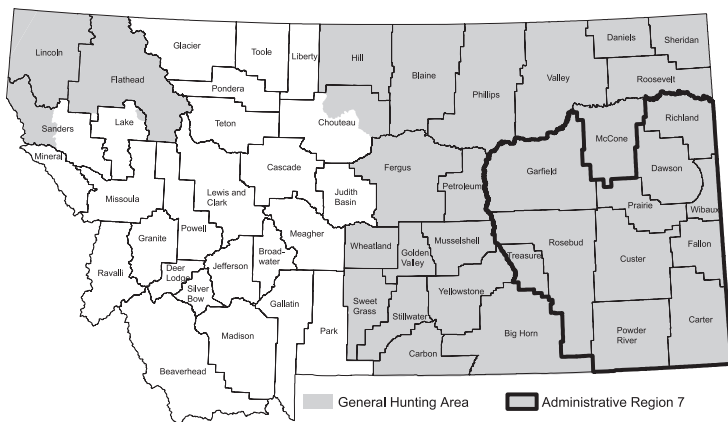 Lincoln
Flathead
Glacier
Toole
Liberty
Hill
Blaine
Phillips
Valley
Daniels
Sheridan
Roosevelt
Pondera
Teton
Chouteau
Sanders
Lake
Mineral
Missoula
Lewis and
Clark
Cascade
Judith
Basin
Fergus
Petroleum
Garfield
McCone
Richland
Dawson
Prairie
Wibaux
Powell
Granite
Ravalli
Deer
Lodge
Silver
Bow
Jefferson
Broad-
water
Meagher
Wheatland
Golden
Valley
Musselshell
Treasure
Rosebud
Custer
Fallon
Gallatin
Park
Sweet
Grass
Stillwater
Yellowstone
Carbon
Big Horn
Powder
River
Carter
Madison
Beaverhead
General Hunting Area
Administrative Region 7